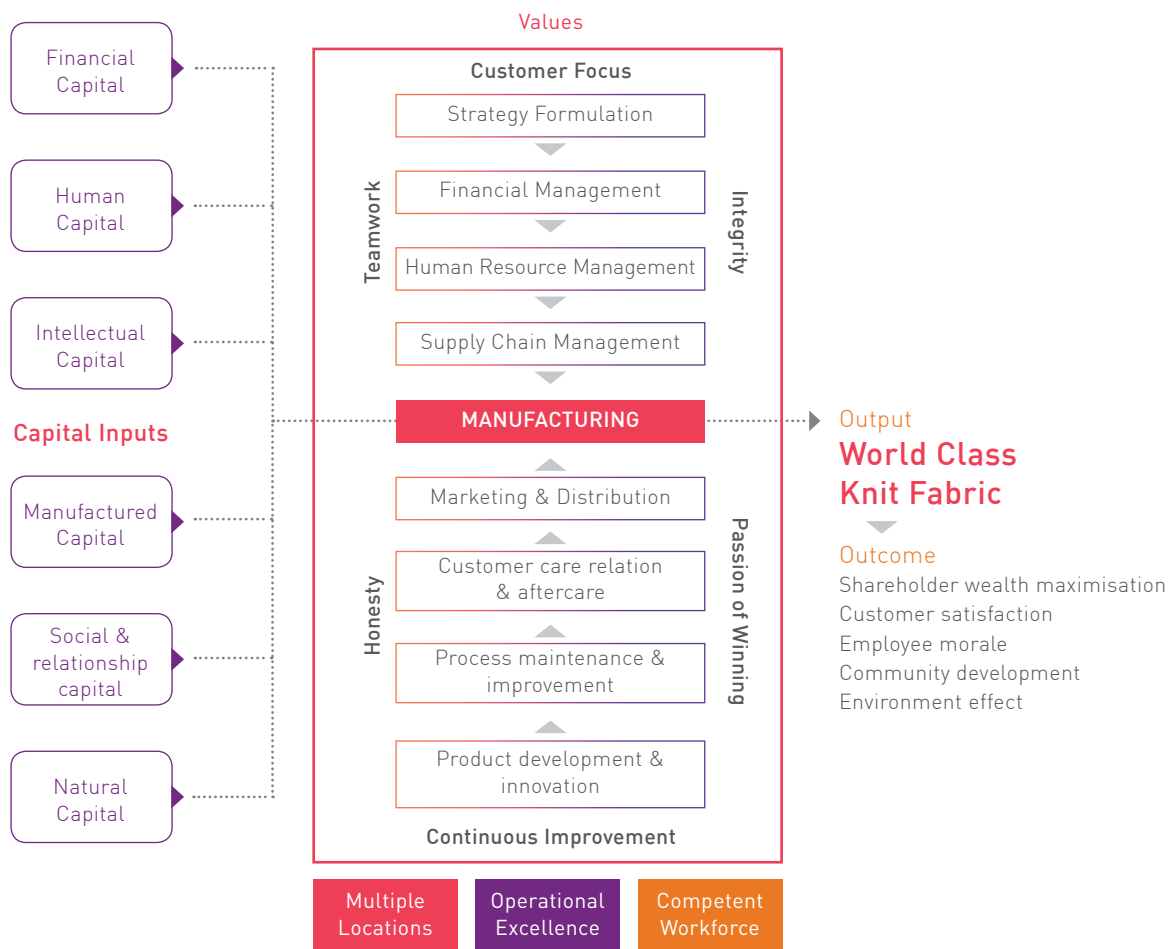 Financial
Capital
Human
Capital
Intellectual
Capital
Capital Inputs
Manufactured
Capital
Social &
relationship
capital
Natural
Capital
Values
Customer Focus
Strategy Formulation
Financial Management
Human Resource Management
Supply Chain Management
Teamwork
Integrity
MANUFACTURING
Marketing & Distribution
Customer care relation
& aftercare
Process maintenance &
improvement
Product development &
innovation
Honesty
Passion of Winning
Continuous Improvement
Multiple
Locations
Operational
Excellence
Competent
Workforce
Output
World Class
Knit Fabric
Outcome
Shareholder wealth maximisation
Customer satisfaction
Employee morale
Community development
Environment effect